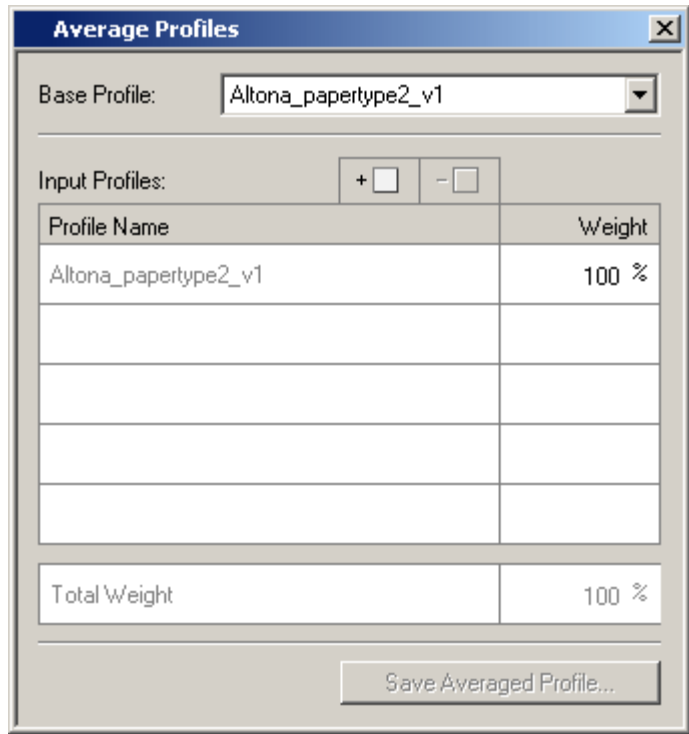 Average Profiles
Base Profile: Altona_papertype2_v1
Input Profiles: + -
Profile Name Weight
Altona_papertype2_v1 100 %
Total Weight 100 %
Save Averaged Profile...